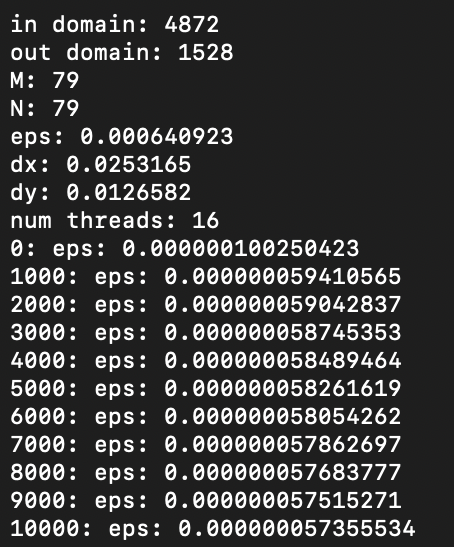 in domain: 4872
out domain: 1528
M: 79
N: 79
eps: 0.000640923
dx: 0.0253165
dy: 0.0126582
num threads: 16
0: eps: 0.000000100250423
1000: eps: 0.000000059410565
2000: eps: 0.000000059042837
3000: eps: 0.000000058745353
4000: eps: 0.000000058489464
5000: eps: 0.000000058261619
6000: eps: 0.000000058054262
7000: eps: 0.000000057862697
8000: eps: 0.000000057683777
9000: eps: 0.000000057515271
10000: eps: 0.000000057355534